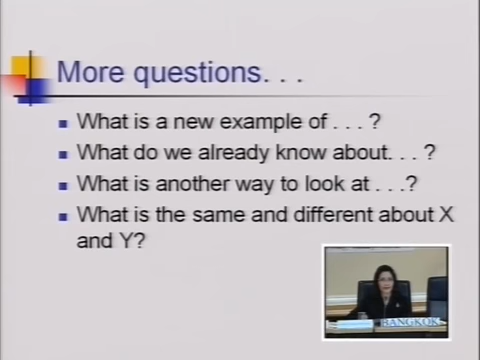 More questions. . .
What is a new example of . . . ?
What do we already know about. . . ?
What is another way to look at . . .?
What is the same and different about X
and Y?
BANGKOK